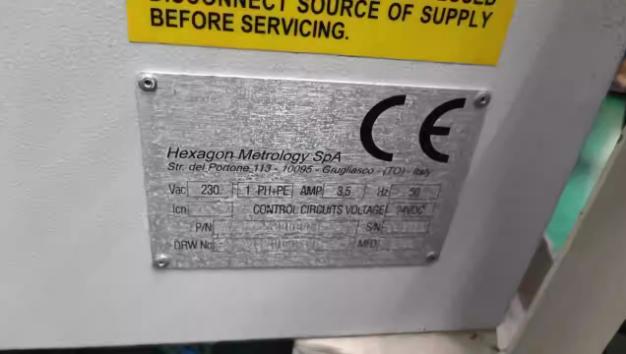 DISCONNECT SOURCE OF SUPPLY
BEFORE SERVICING.
CE
Hexagon Metrology SpA
Str. del Portone 113 - 10095 - Grugliasco - (TO) - Italy
Vac 230 1 PH+PE AMP 3,5 Hz 50
Icn CONTROL CIRCUITS VOLTAGE 24VDC
P/N S/N
DRW No MFD